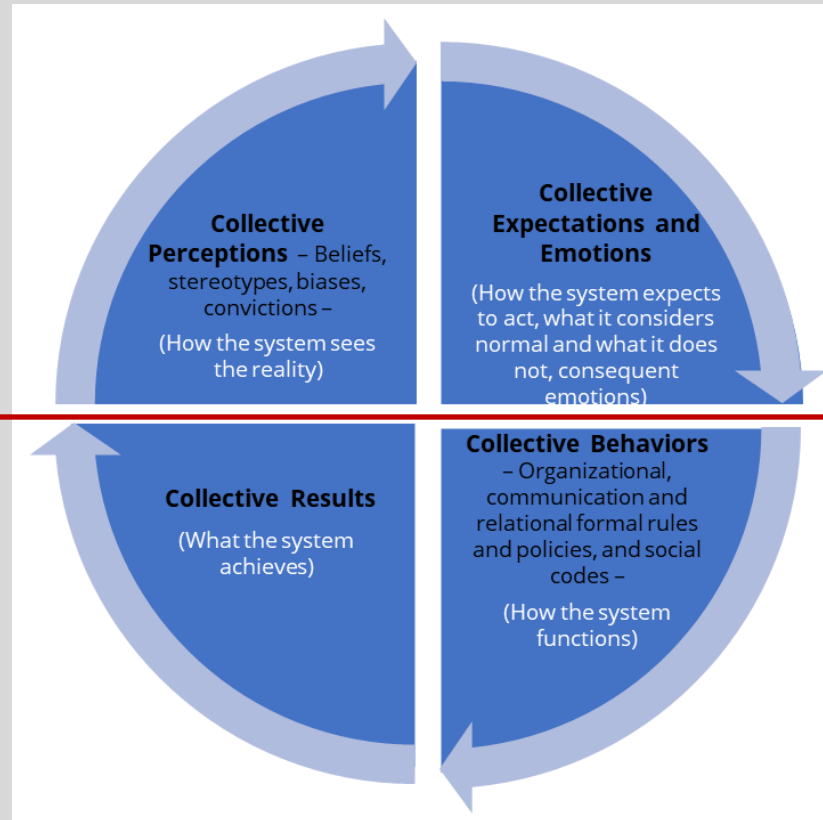 Collective
Perceptions – Beliefs,
stereotypes, biases,
convictions –
(How the system sees
the reality)
Collective
Expectations and
Emotions
(How the system expects
to act, what it considers
normal and what it does
not, consequent
emotions)
Collective Results
(What the system
achieves)
Collective Behaviors
– Organizational,
communication and
relational formal rules
and policies, and social
codes –
(How the system
functions)